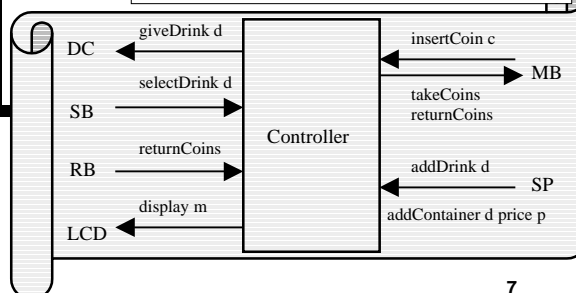 giveDrink d
DC
selectDrink d
SB
returnCoins
RB
display m
LCD
Controller
insertCoin c
MB
takeCoins
returnCoins
addDrink d
SP
addContainer d price p
7